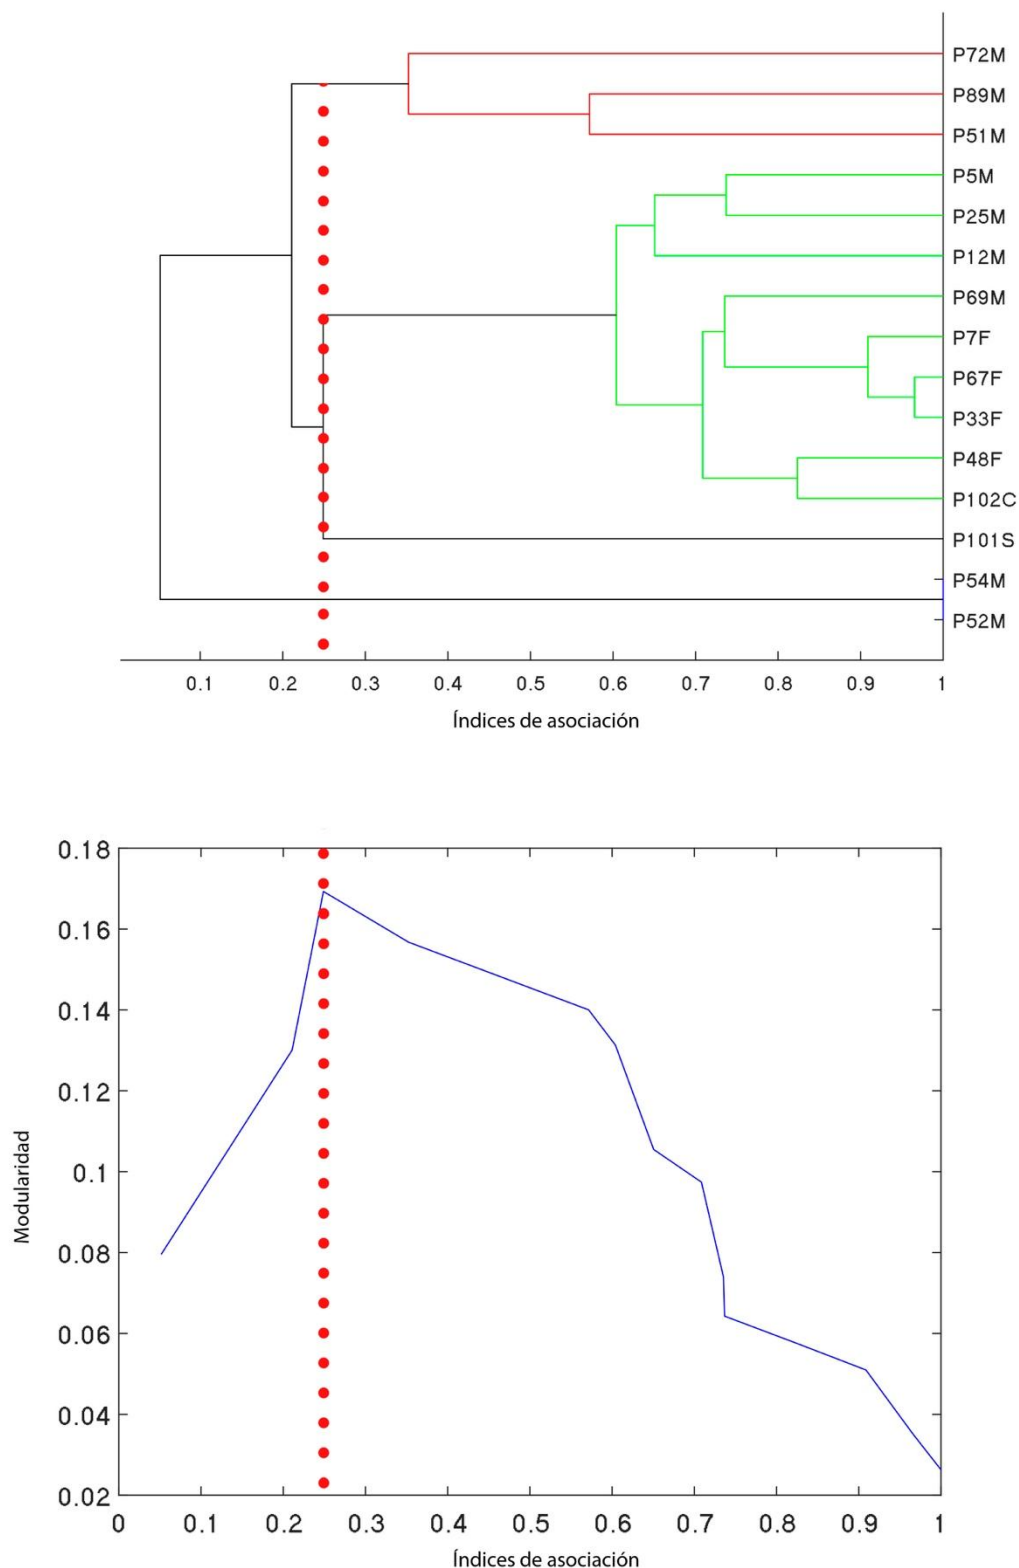 P72M
P89M
P51M
P5M
P25M
P12M
P69M
P7F
P67F
P33F
P48F
P102C
P101S
P54M
P52M
0.1 0.2 0.3 0.4 0.5 0.6 0.7 0.8 0.9 1
Índices de asociación
0.18
0.16
0.14
0.12
0.1
0.08
0.06
0.04
0.02
Modularidad
0 0.1 0.2 0.3 0.4 0.5 0.6 0.7 0.8 0.9 1
Índices de asociación